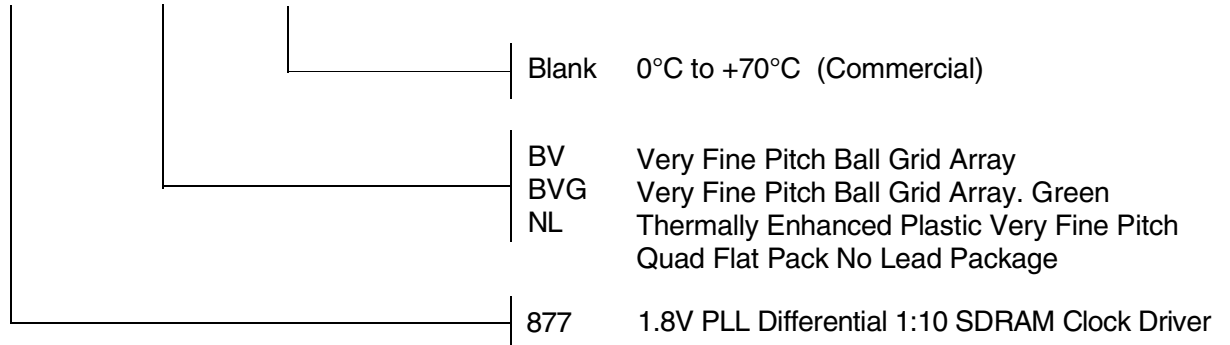 Blank 0°C to +70°C (Commercial)
BV Very Fine Pitch Ball Grid Array
BVG Very Fine Pitch Ball Grid Array. Green
NL Thermally Enhanced Plastic Very Fine Pitch
Quad Flat Pack No Lead Package
877 1.8V PLL Differential 1:10 SDRAM Clock Driver